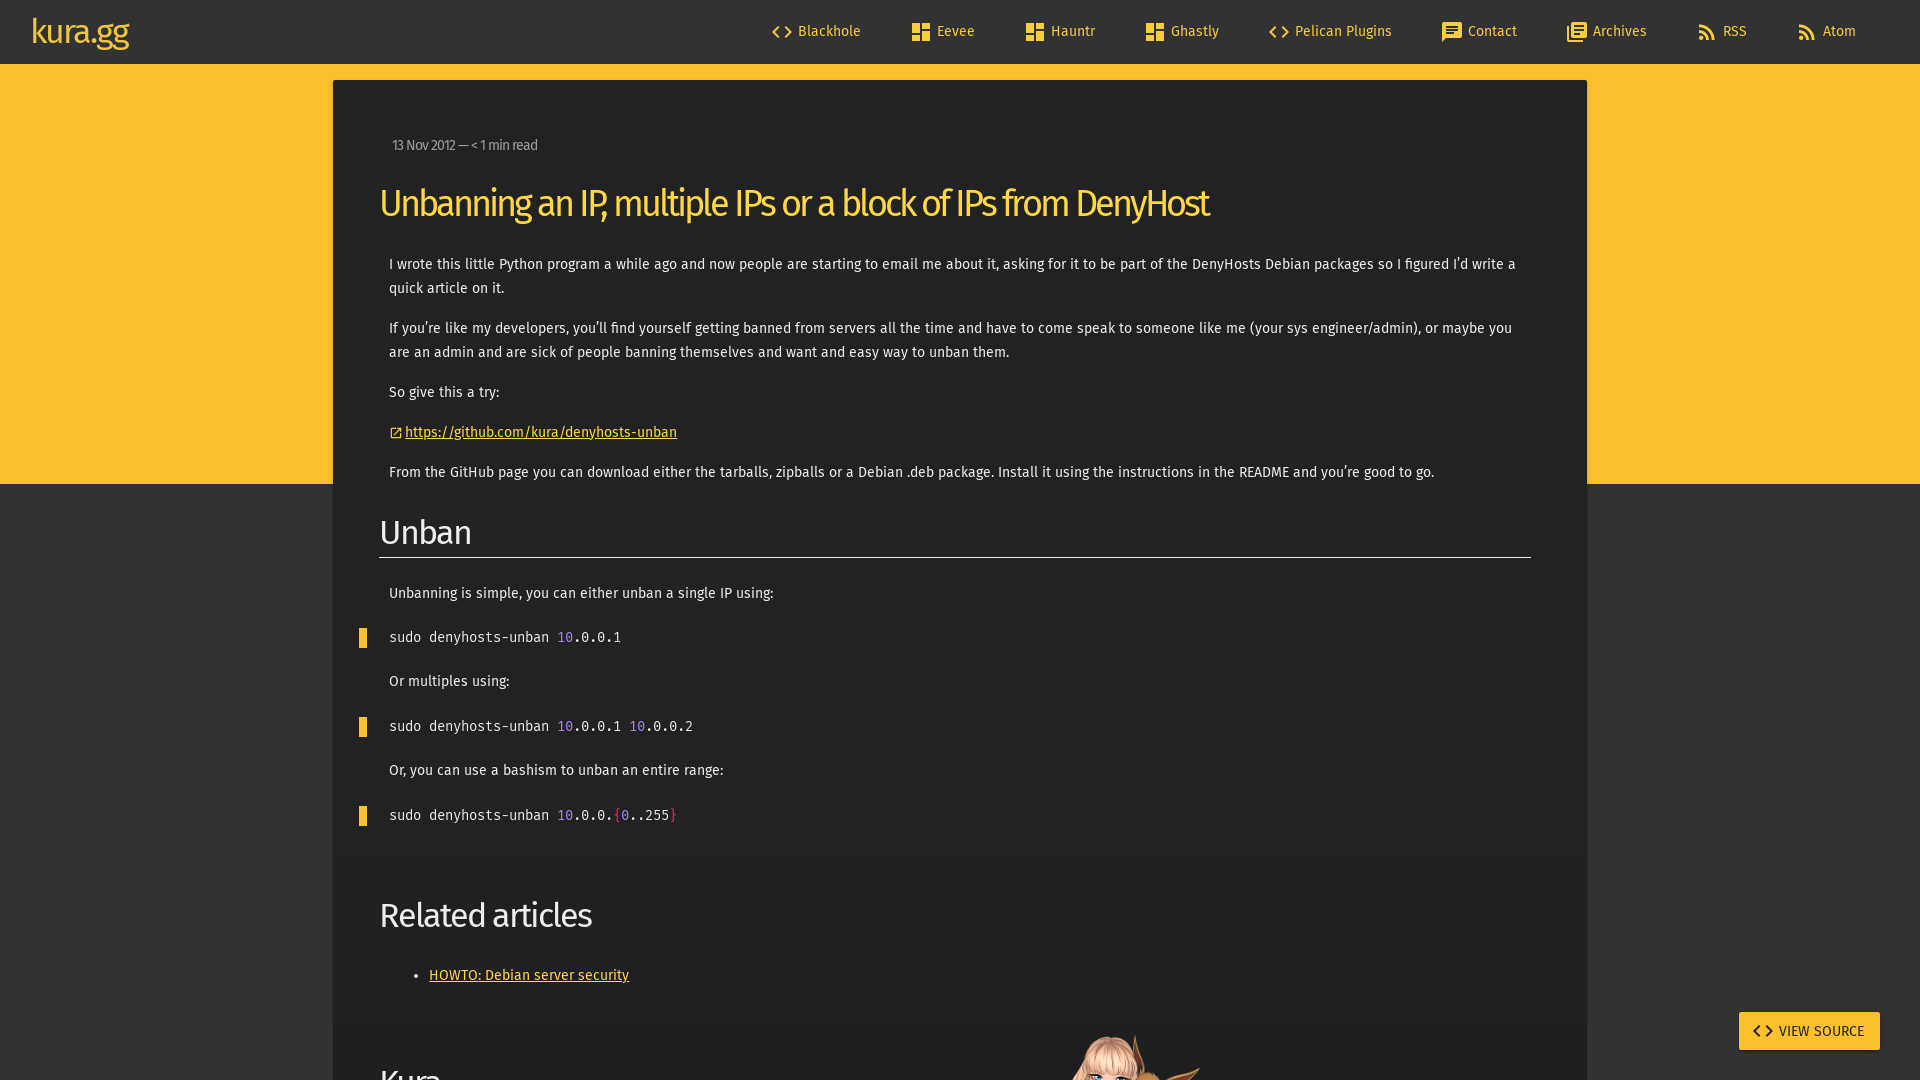 kura.gg
Blackhole
Eevee
Hauntr
Ghastly
Pelican Plugins
Contact
Archives
RSS
Atom
13 Nov 2012 — < 1 min read
Unbanning an IP, multiple IPs or a block of IPs from DenyHost
I wrote this little Python program a while ago and now people are starting to email me about it, asking for it to be part of the DenyHosts Debian packages so I figured I’d write a
quick article on it.
If you’re like my developers, you’ll find yourself getting banned from servers all the time and have to come speak to someone like me (your sys engineer/admin), or maybe you
are an admin and are sick of people banning themselves and want and easy way to unban them.
So give this a try:
https://github.com/kura/denyhosts-unban
From the GitHub page you can download either the tarballs, zipballs or a Debian .deb package. Install it using the instructions in the README and you’re good to go.
Unban
Unbanning is simple, you can either unban a single IP using:
sudo denyhosts-unban 10.0.0.1
Or multiples using:
sudo denyhosts-unban 10.0.0.1 10.0.0.2
Or, you can use a bashism to unban an entire range:
sudo denyhosts-unban 10.0.0.{0..255}
Related articles
HOWTO: Debian server security
VIEW SOURCE
Kura